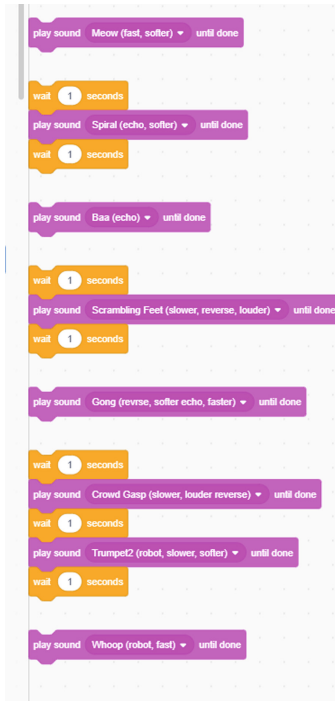 play sound Meow (fast, softer) until done
wait 1 seconds
play sound Spiral (echo, softer) until done
wait 1 seconds
play sound Baa (echo) until done
wait 1 seconds
play sound Scrambling Feet (slower, reverse, louder) until done
wait 1 seconds
play sound Gong (revrse, softer echo, faster) until done
wait 1 seconds
play sound Crowd Gasp (slower, louder reverse) until done
wait 1 seconds
play sound Trumpet2 (robot, slower, softer) until done
wait 1 seconds
play sound Whoop (robot, fast) until done